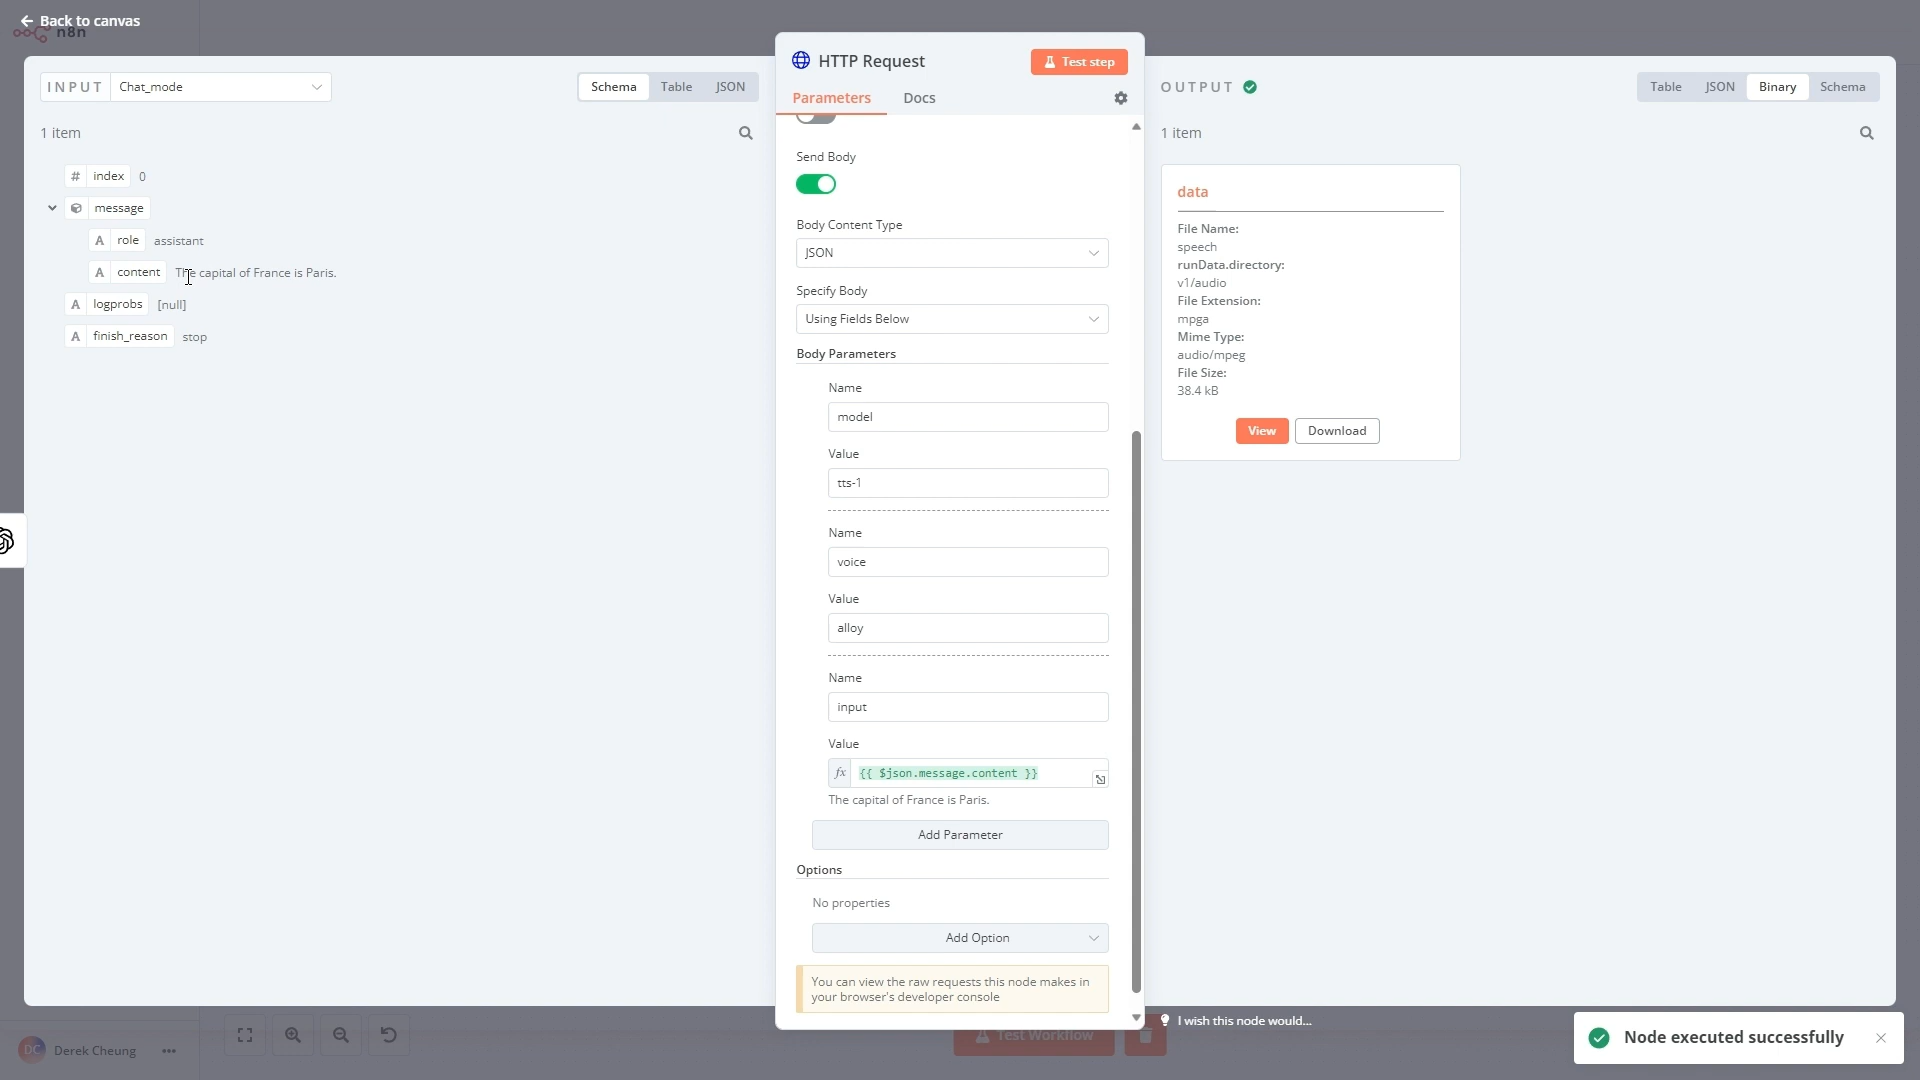 Back to canvas
n8n
INPUT Chat_mode
Schema Table JSON
1 item
# index 0
message
A role assistant
A content The capital of France is Paris.
A logprobs [null]
A finish_reason stop
HTTP Request
Test step
Parameters Docs
Send Body
Body Content Type
JSON
Specify Body
Using Fields Below
Body Parameters
Name
model
Value
tts-1
Name
voice
Value
alloy
Name
input
Value
fx {{ $json.message.content }}
The capital of France is Paris.
Add Parameter
Options
No properties
Add Option
You can view the raw requests this node makes in
your browser's developer console
OUTPUT
Table JSON Binary Schema
1 item
data
File Name:
speech
runData.directory:
v1/audio
File Extension:
mpga
Mime Type:
audio/mpeg
File Size:
38.4 kB
View Download
I wish this node would...
DC Derek Cheung
Test Workflow
Node executed successfully